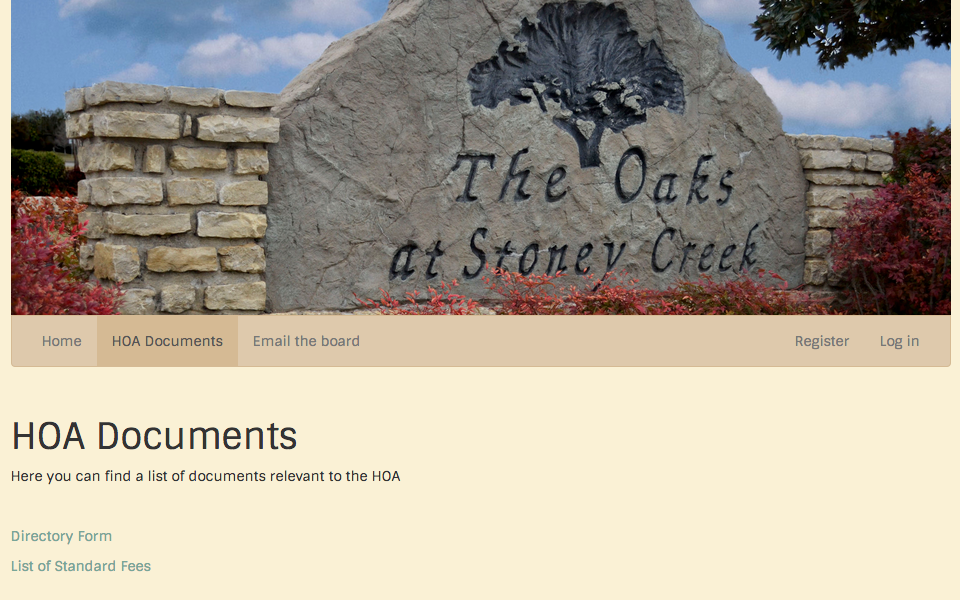 The Oaks
at Stoney Creek
Home HOA Documents Email the board Register Log in
HOA Documents
Here you can find a list of documents relevant to the HOA
Directory Form
List of Standard Fees